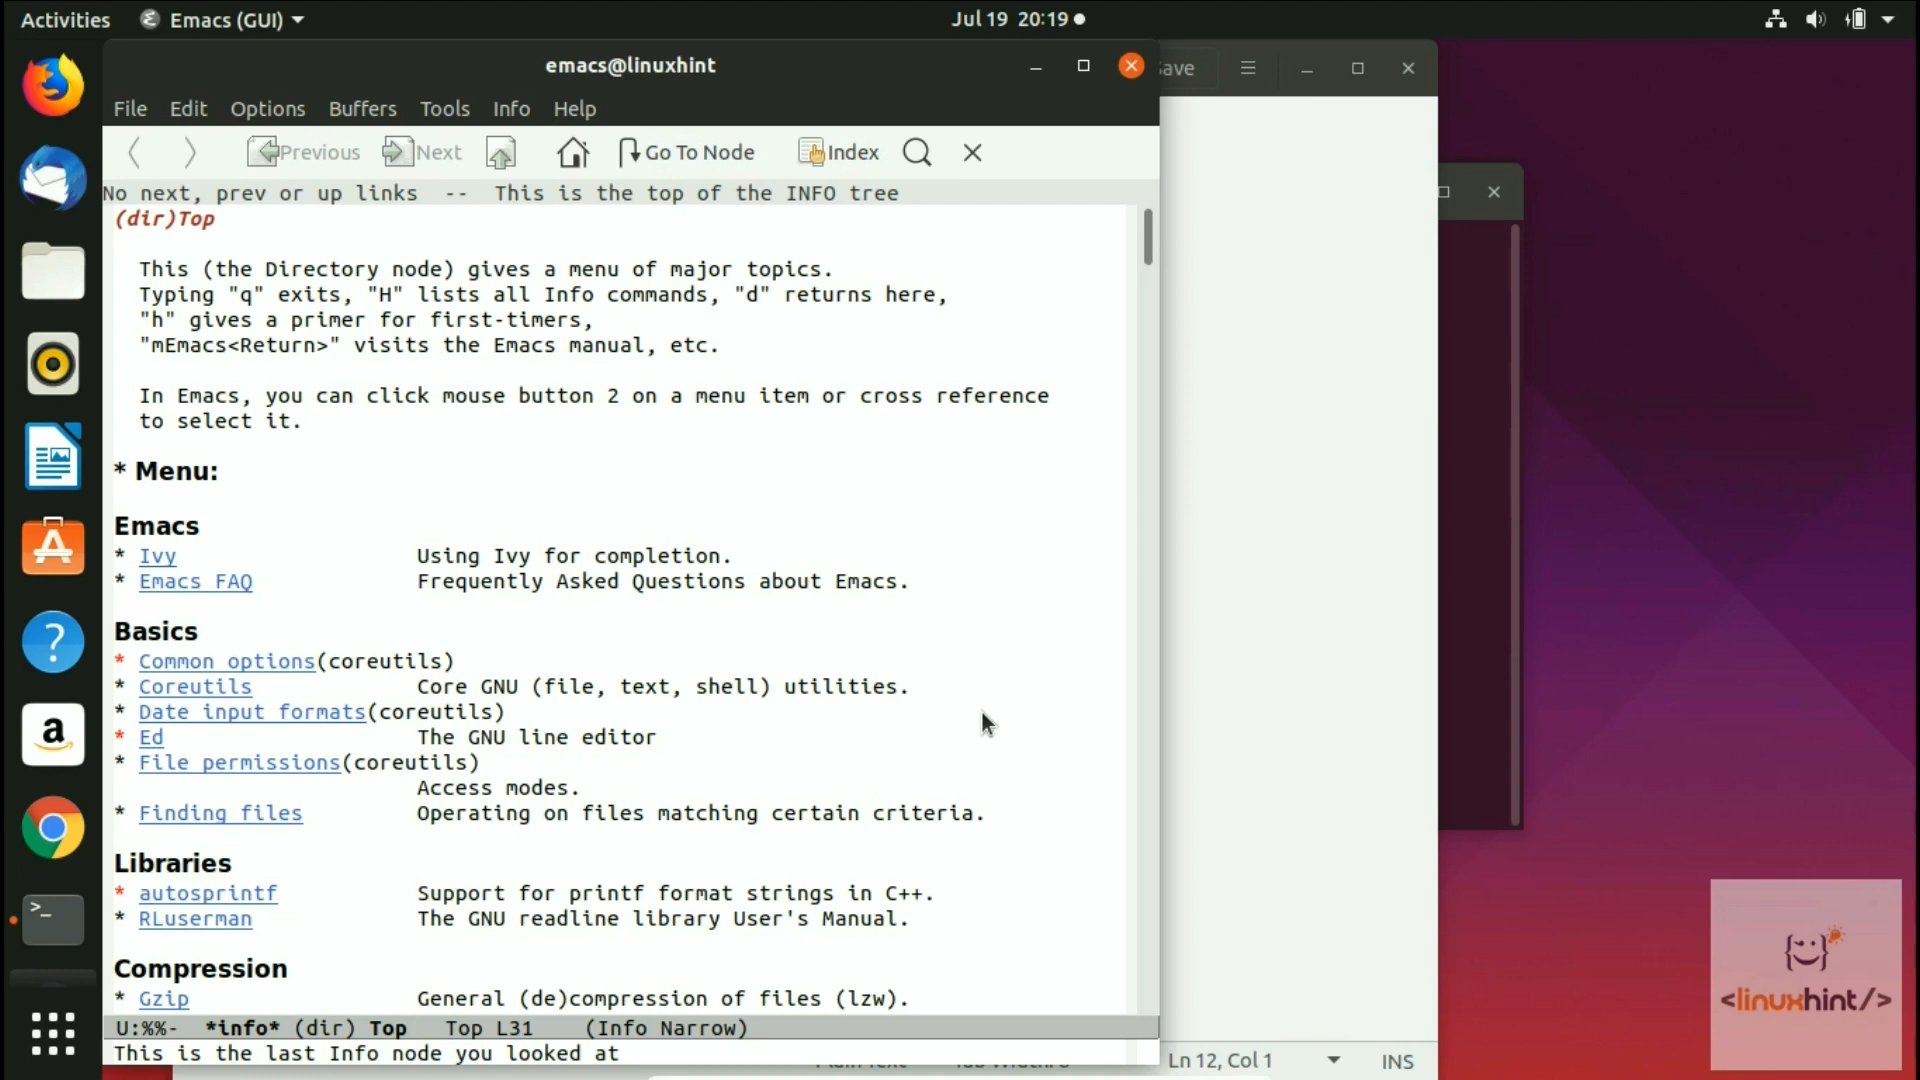 Activities Emacs (GUI) Jul 19 20:19
emacs@linuxhint
ave
File Edit Options Buffers Tools Info Help
Previous Next Go To Node Index
No next, prev or up links -- This is the top of the INFO tree
(dir)Top
This (the Directory node) gives a menu of major topics.
Typing "q" exits, "H" lists all Info commands, "d" returns here,
"h" gives a primer for first-timers,
"mEmacs<Return>" visits the Emacs manual, etc.
In Emacs, you can click mouse button 2 on a menu item or cross reference
to select it.
* Menu:
Emacs
* Ivy Using Ivy for completion.
* Emacs FAQ Frequently Asked Questions about Emacs.
Basics
* Common options(coreutils)
* Coreutils Core GNU (file, text, shell) utilities.
* Date input formats(coreutils)
* Ed The GNU line editor
* File permissions(coreutils)
Access modes.
* Finding files Operating on files matching certain criteria.
Libraries
* autosprintf Support for printf format strings in C++.
* RLuserman The GNU readline library User's Manual.
Compression
* Gzip General (de)compression of files (lzw).
U:%%- *info* (dir) Top Top L31 (Info Narrow)
This is the last Info node you looked at
Ln 12, Col 1 INS
<linuxhint/>